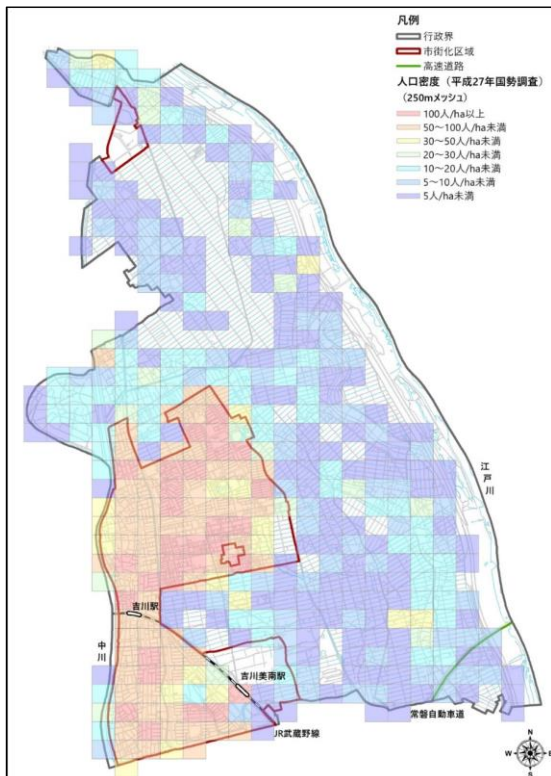 凡例
行政界
市街化区域
高速道路
人口密度（平成27年国勢調査）
（250mメッシュ）
100人/ha以上
50～100人/ha未満
30～50人/ha未満
20～30人/ha未満
10～20人/ha未満
5～10人/ha未満
5人/ha未満
江戸川
吉川駅
中川
吉川美南駅
常磐自動車道
JR武蔵野線
N
W
E
S